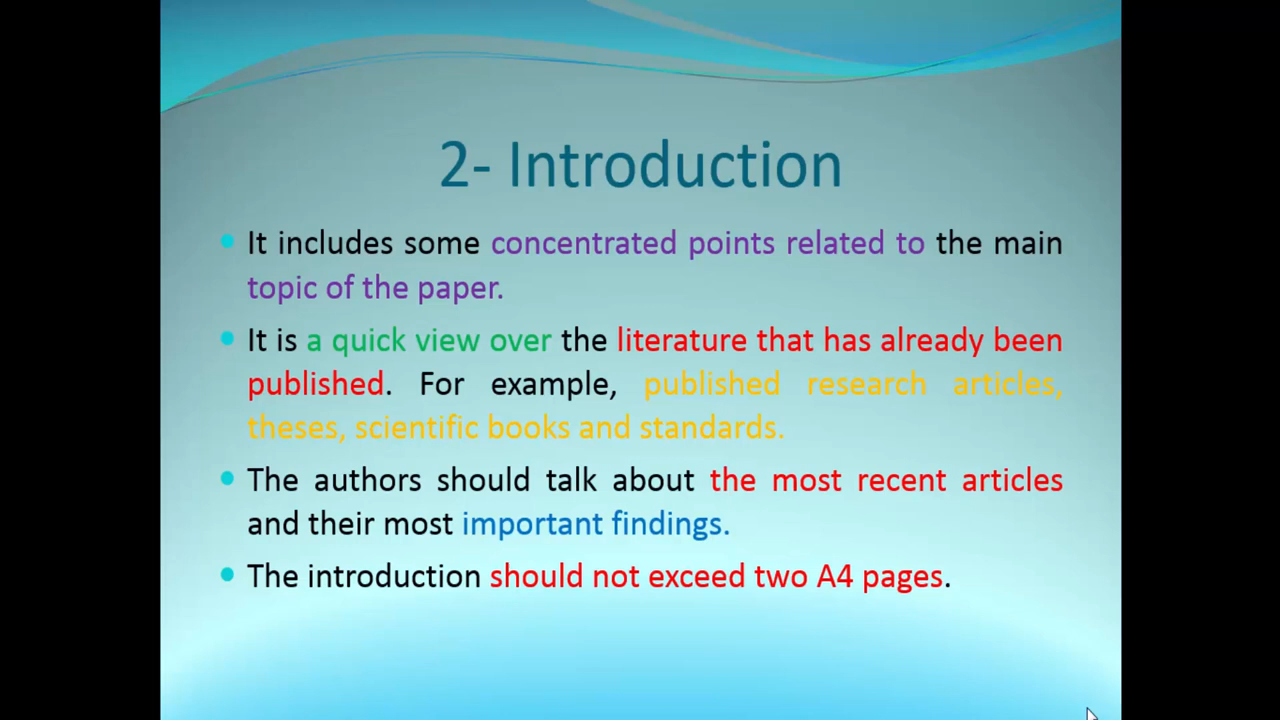 2- Introduction
It includes some concentrated points related to the main
topic of the paper.
It is a quick view over the literature that has already been
published. For example, published research articles,
theses, scientific books and standards.
The authors should talk about the most recent articles
and their most important findings.
The introduction should not exceed two A4 pages.